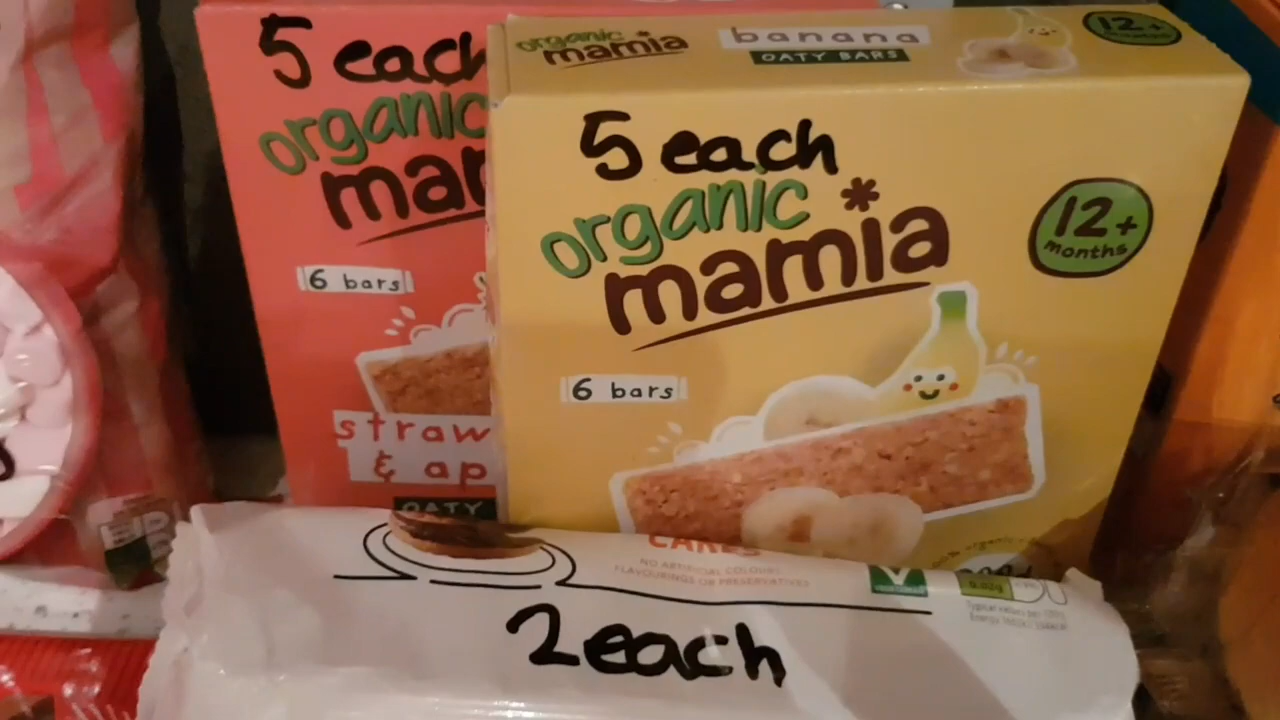 5 each
organic
mam
6 bars
straw
& ap
OATY
organic
mamia
banana
OATY BARS
12+
5 each
organic
mamia
12+
months
6 bars
CAKES
NO ARTIFICIAL COLOURS
FLAVOURINGS OR PRESERVATIVES
V
2 each